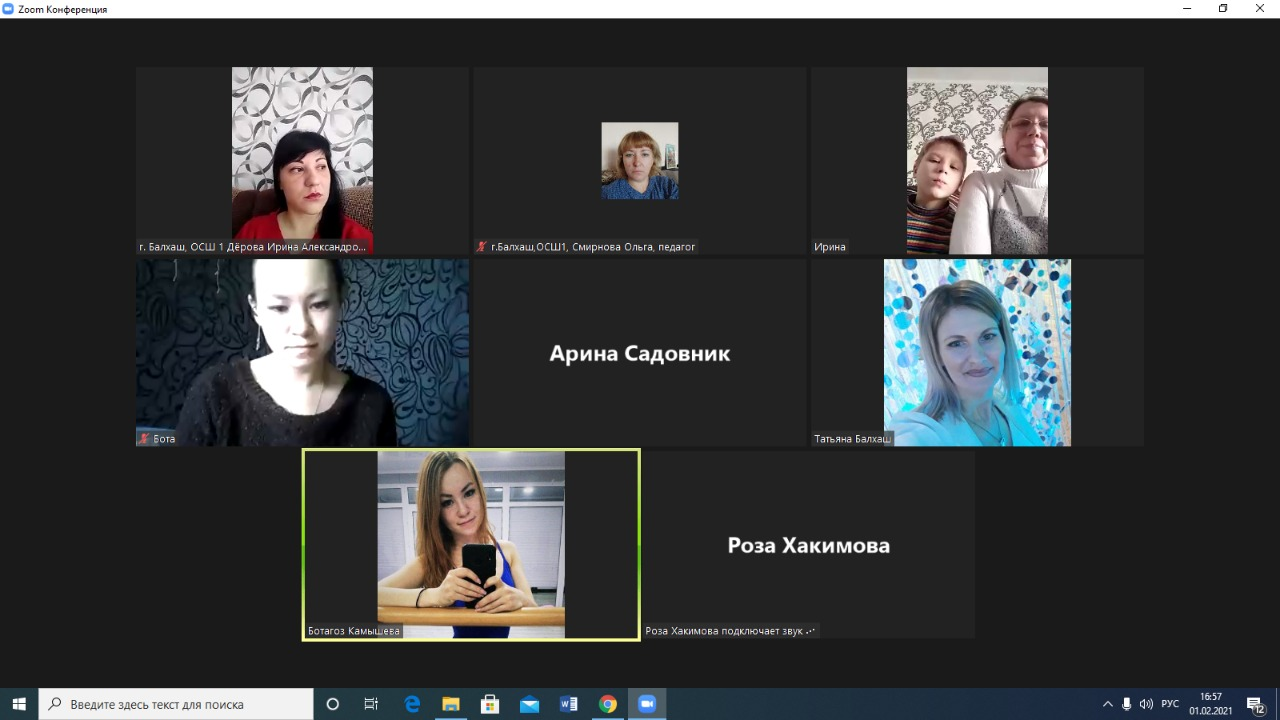 Zoom Конференция
г. Балхаш, ОСШ 1 Дёрова Ирина Александро...
г.Балхаш,ОСШ1, Смирнова Ольга, педагог
Ирина
Бота
Арина Садовник
Татьяна Балхаш
Ботагоз Камышева
Роза Хакимова
Роза Хакимова подключает звук
Введите здесь текст для поиска
РУС
16:57
01.02.2021
12